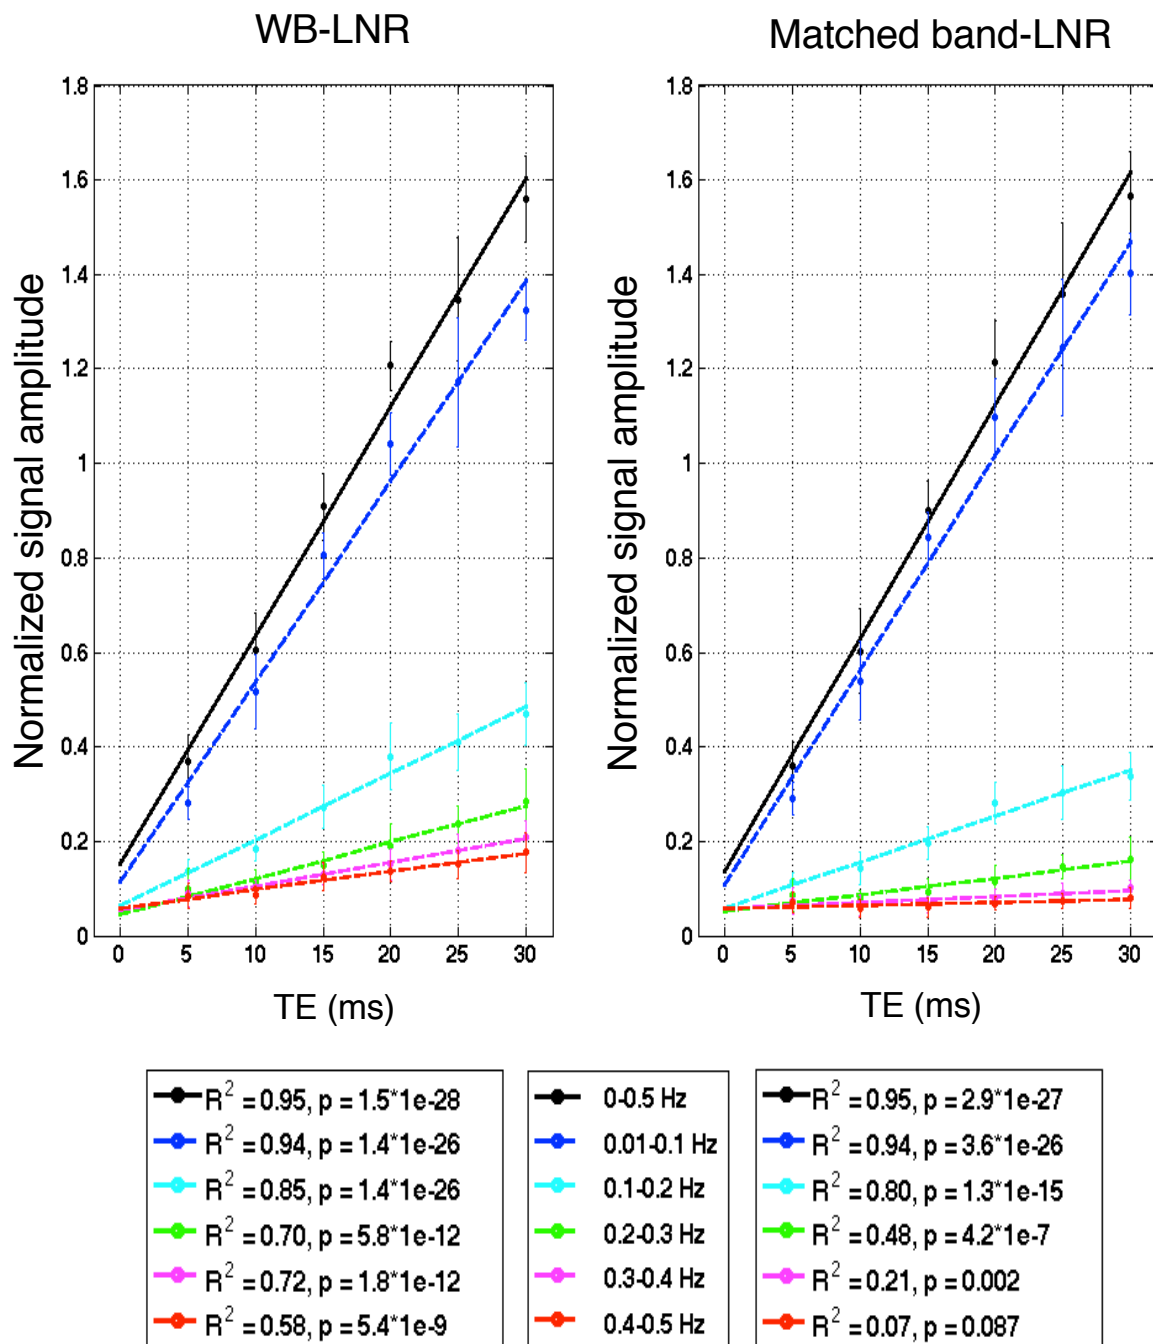 WB-LNR
Matched band-LNR
Normalized signal amplitude
1.8
1.6
1.4
1.2
1
0.8
0.6
0.4
0.2
0
0 5 10 15 20 25 30
TE (ms)
Normalized signal amplitude
1.8
1.6
1.4
1.2
1
0.8
0.6
0.4
0.2
0
0 5 10 15 20 25 30
TE (ms)
R² = 0.95, p = 1.5*1e-28
R² = 0.94, p = 1.4*1e-26
R² = 0.85, p = 1.4*1e-26
R² = 0.70, p = 5.8*1e-12
R² = 0.72, p = 1.8*1e-12
R² = 0.58, p = 5.4*1e-9
0-0.5 Hz
0.01-0.1 Hz
0.1-0.2 Hz
0.2-0.3 Hz
0.3-0.4 Hz
0.4-0.5 Hz
R² = 0.95, p = 2.9*1e-27
R² = 0.94, p = 3.6*1e-26
R² = 0.80, p = 1.3*1e-15
R² = 0.48, p = 4.2*1e-7
R² = 0.21, p = 0.002
R² = 0.07, p = 0.087